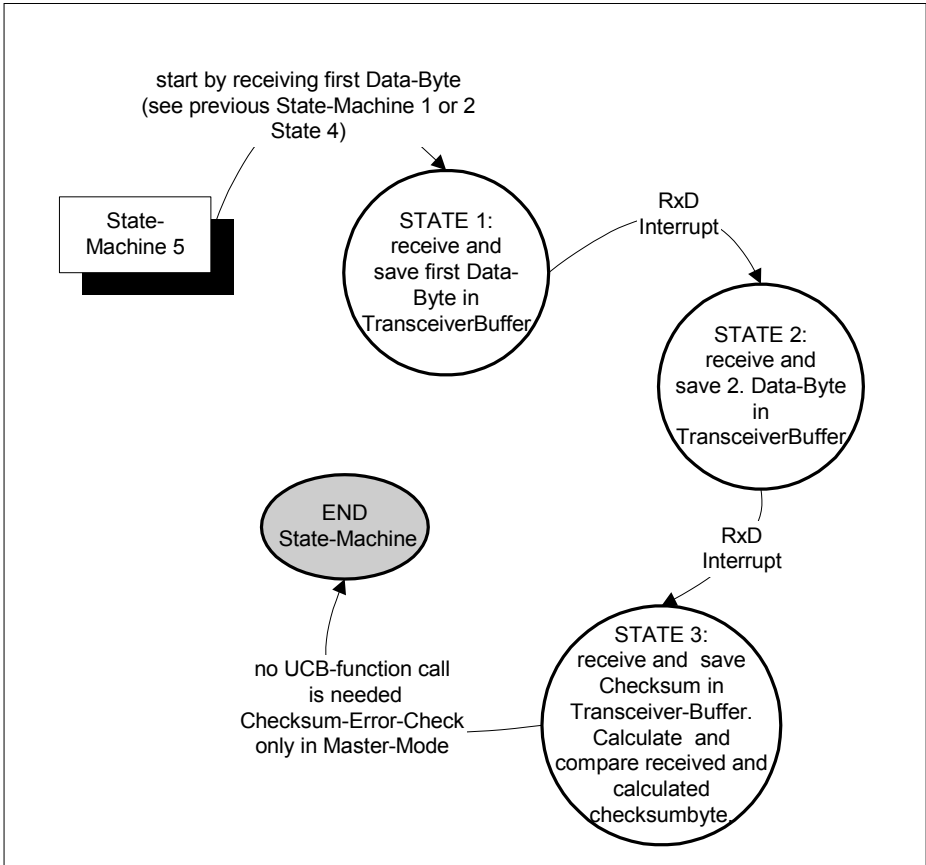 start by receiving first Data-Byte
(see previous State-Machine 1 or 2
State 4)
State-
Machine 5
STATE 1:
receive and
save first Data-
Byte in
TransceiverBuffer
RxD
Interrupt
STATE 2:
receive and
save 2. Data-Byte
in
TransceiverBuffer
RxD
Interrupt
STATE 3:
receive and save
Checksum in
Transceiver-Buffer.
Calculate and
compare received and
calculated
checksumbyte.
no UCB-function call
is needed
Checksum-Error-Check
only in Master-Mode
END
State-Machine